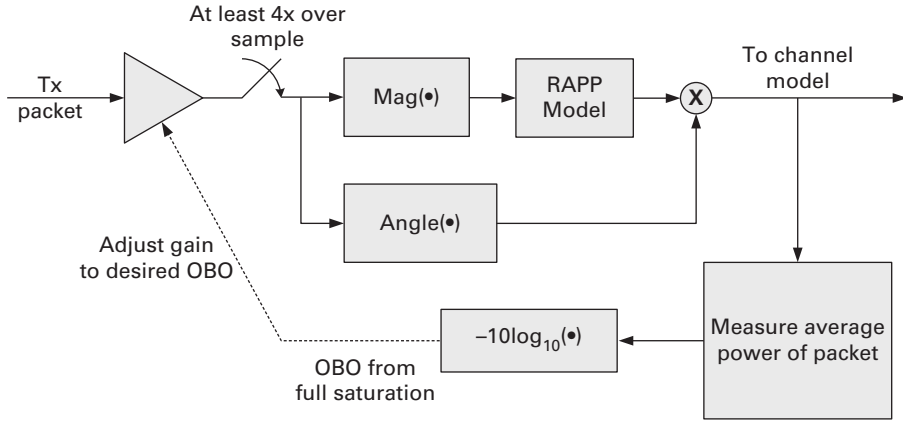 At least 4x over
sample
Tx
packet
Mag(•)
RAPP
Model
X
To channel
model
Angle(•)
Adjust gain
to desired OBO
–10log₁₀(•)
Measure average
power of packet
OBO from
full saturation